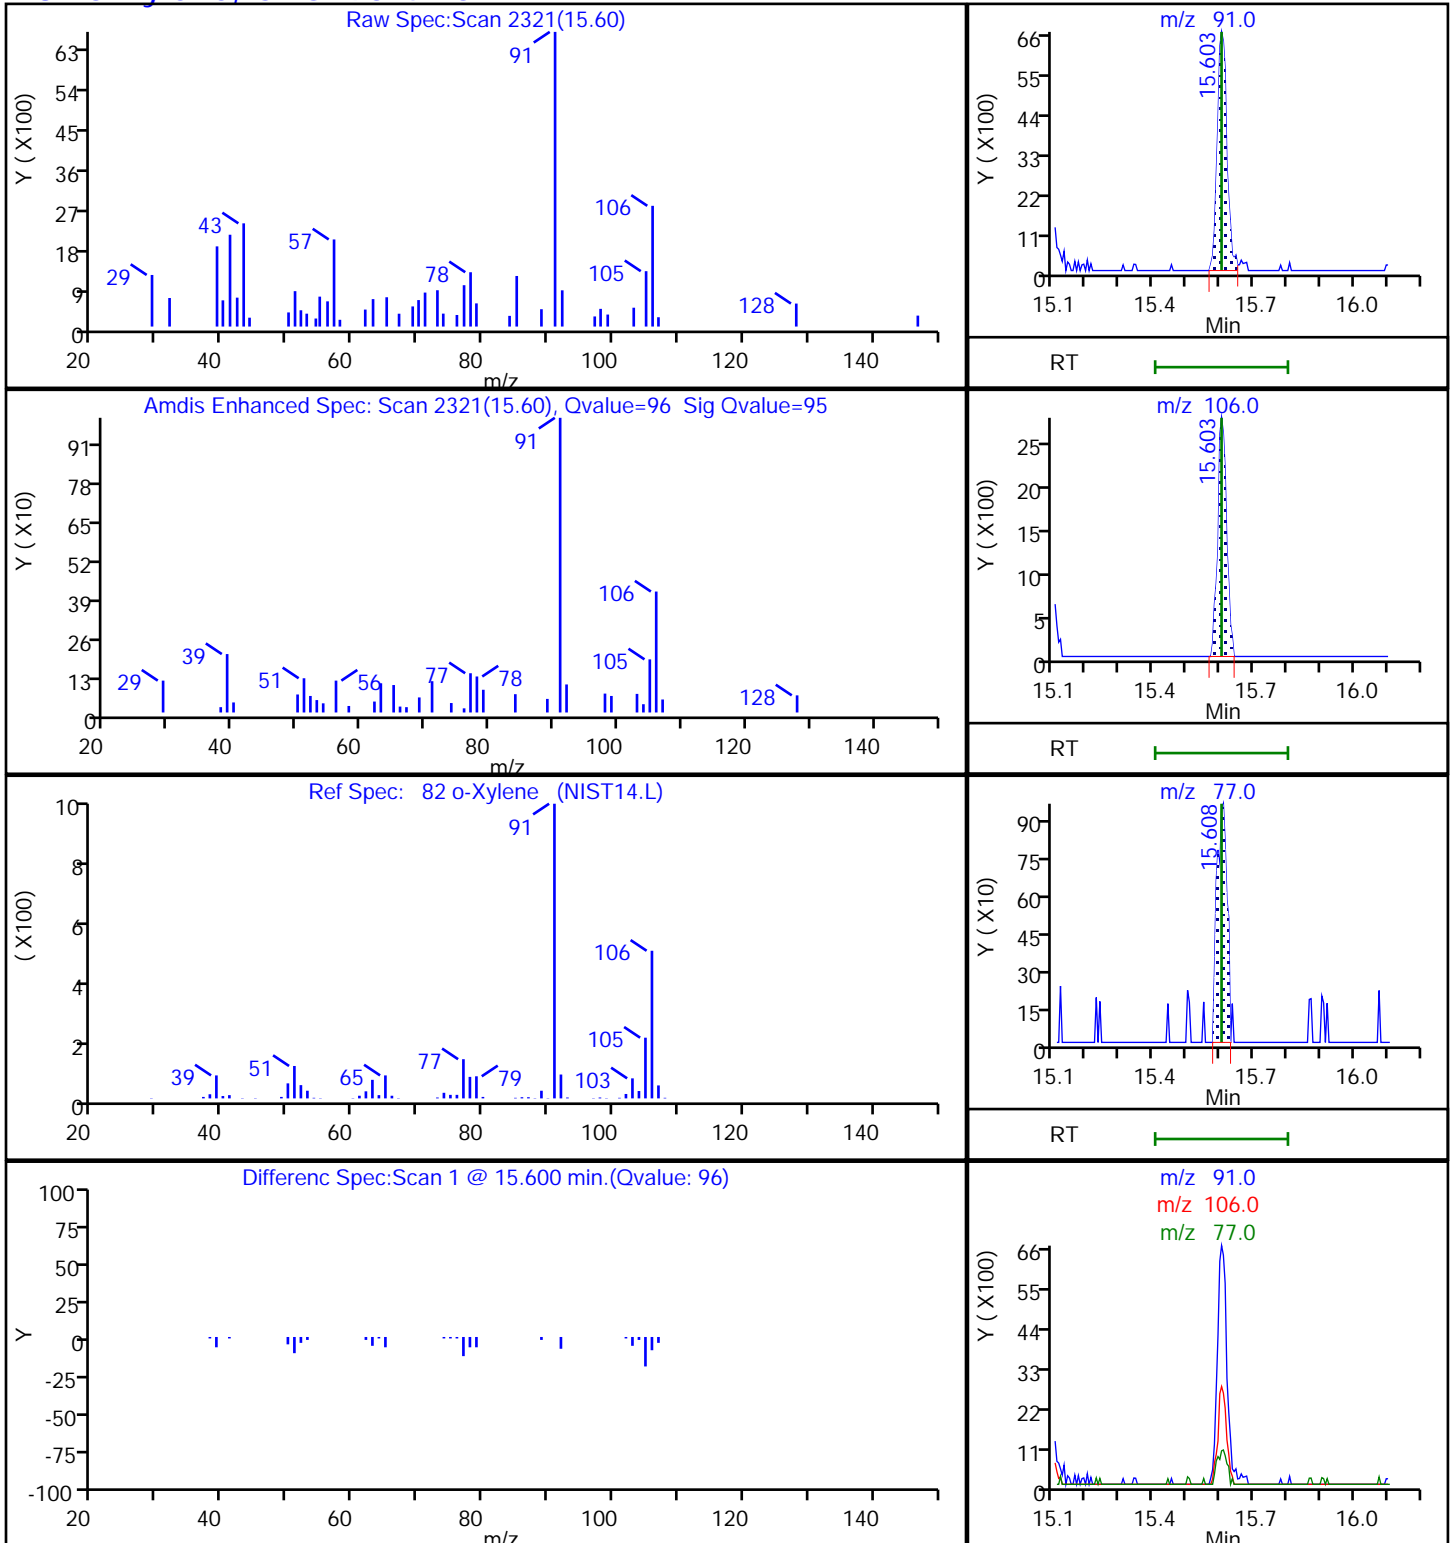 Raw Spec:Scan 2321(15.60)
Y ( X100)
63
54
45
36
27
18
9
0
29
43
57
78
91
105
106
128
20 40 60 80 100 120 140
m/z
m/z 91.0
Y ( X100)
66
55
44
33
22
11
0
15.603
15.1 15.4 15.7 16.0
Min
RT
Amdis Enhanced Spec: Scan 2321(15.60), Qvalue=96 Sig Qvalue=95
Y ( X10)
91
78
65
52
39
26
13
0
29
39
51
56
77
78
91
105
106
128
20 40 60 80 100 120 140
m/z
m/z 106.0
Y ( X100)
25
20
15
10
5
0
15.603
15.1 15.4 15.7 16.0
Min
RT
Ref Spec: 82 o-Xylene (NIST14.L)
( X100)
10
8
6
4
2
0
39
51
65
77
79
91
103
105
106
20 40 60 80 100 120 140
m/z 77.0
Y ( X10)
90
75
60
45
30
15
0
15.608
15.1 15.4 15.7 16.0
Min
RT
Differenc Spec:Scan 1 @ 15.600 min.(Qvalue: 96)
Y
100
75
50
25
0
-25
-50
-75
-100
20 40 60 80 100 120 140
m/z
m/z 91.0
m/z 106.0
m/z 77.0
Y ( X100)
66
55
44
33
22
11
0
15.1 15.4 15.7 16.0
Min